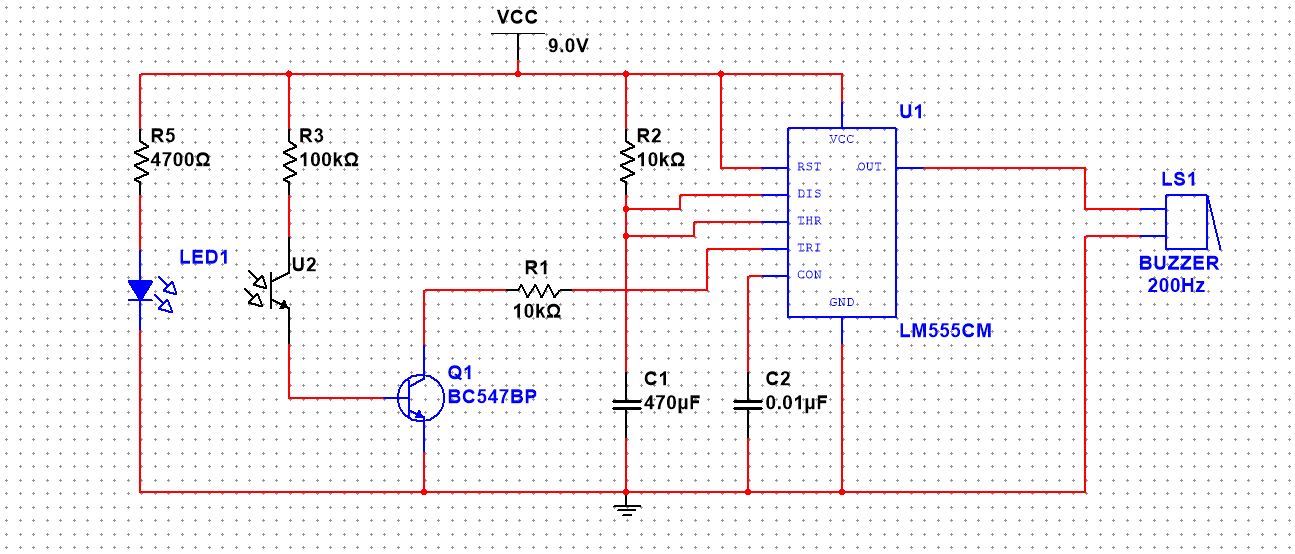 VCC
9.0V
R5
4700Ω
R3
100kΩ
R2
10kΩ
U1
VCC
RST
OUT
DIS
THR
TRI
CON
GND
LM555CM
LS1
BUZZER
200Hz
LED1
U2
R1
10kΩ
Q1
BC547BP
C1
470µF
C2
0.01µF